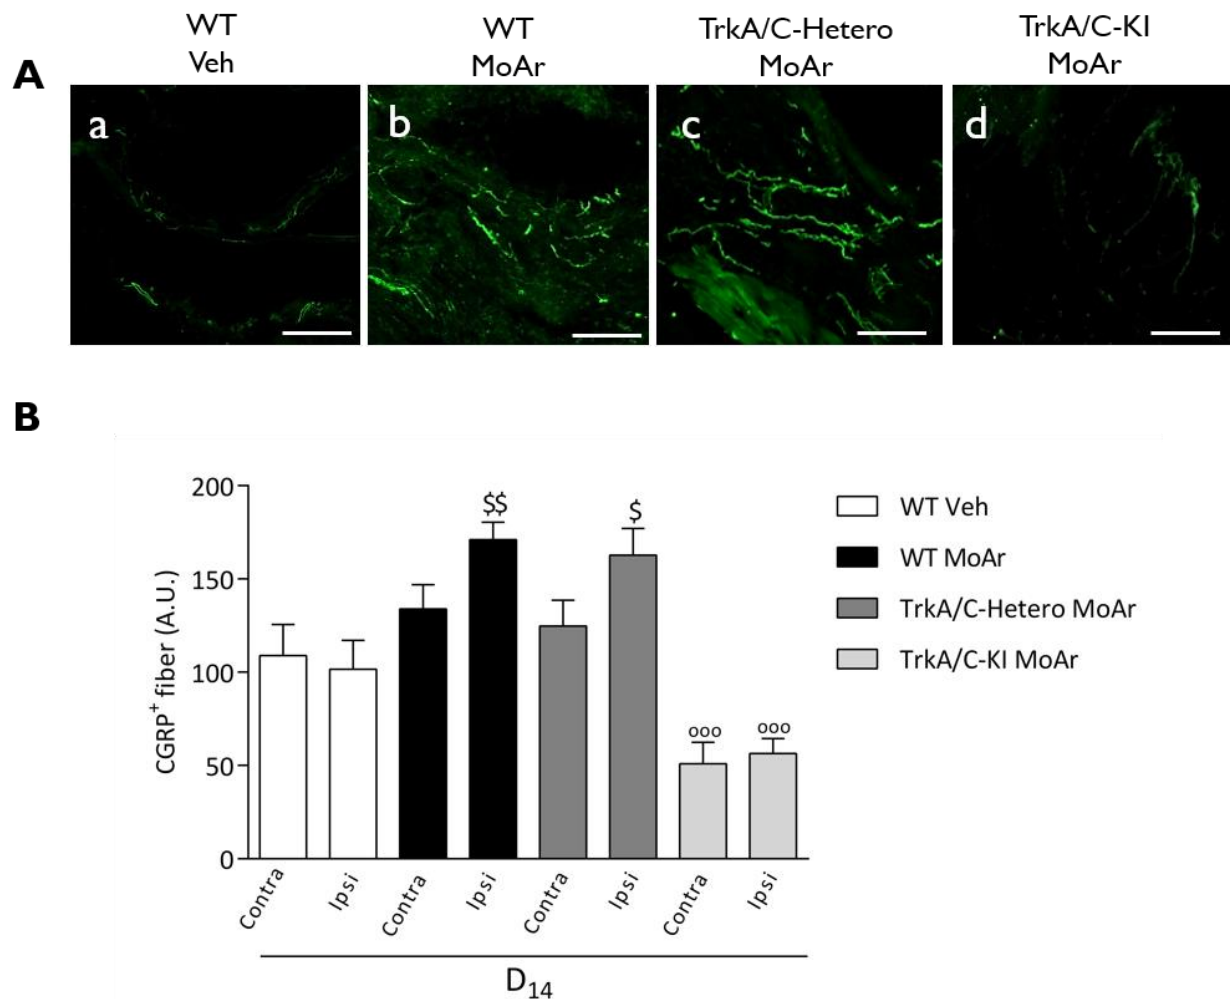 A
WT
Veh
WT
MoAr
TrkA/C-Hetero
MoAr
TrkA/C-KI
MoAr
a
b
c
d
B
CGRP⁺ fiber (A.U.)
200
150
100
50
0
$$
$
ooo
ooo
Contra
Ipsi
Contra
Ipsi
Contra
Ipsi
Contra
Ipsi
D₁₄
WT Veh
WT MoAr
TrkA/C-Hetero MoAr
TrkA/C-KI MoAr